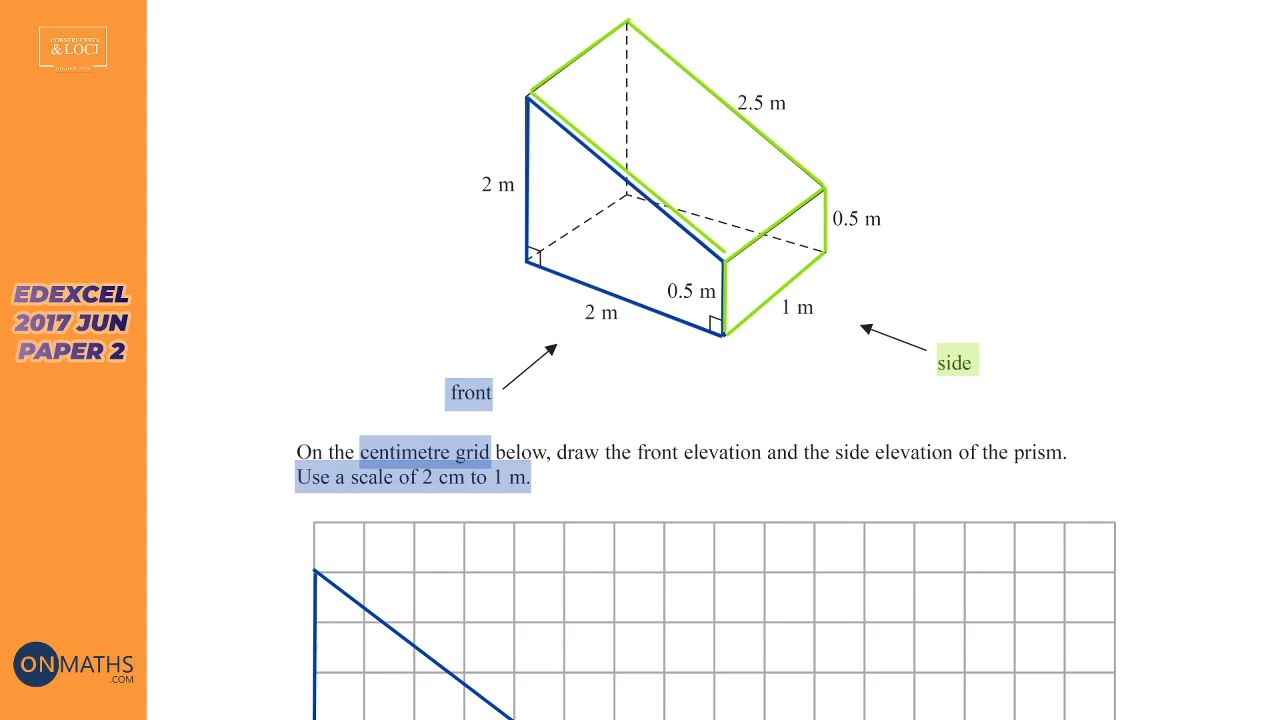 CONSTRUCTION
& LOCI
2.5 m
2 m
0.5 m
0.5 m
2 m
1 m
side
front
EDEXCEL
2017 JUN
PAPER 2
On the centimetre grid below, draw the front elevation and the side elevation of the prism.
Use a scale of 2 cm to 1 m.
ONMATHS
.COM